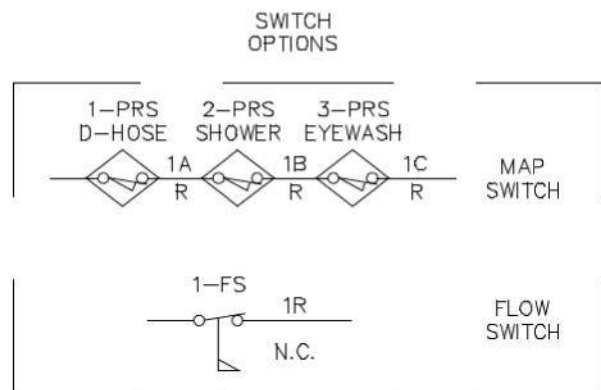 SWITCH
OPTIONS
1-PRS 2-PRS 3-PRS
D-HOSE SHOWER EYEWASH
1A 1B 1C
R R R
MAP
SWITCH
1-FS
1R
N.C.
FLOW
SWITCH